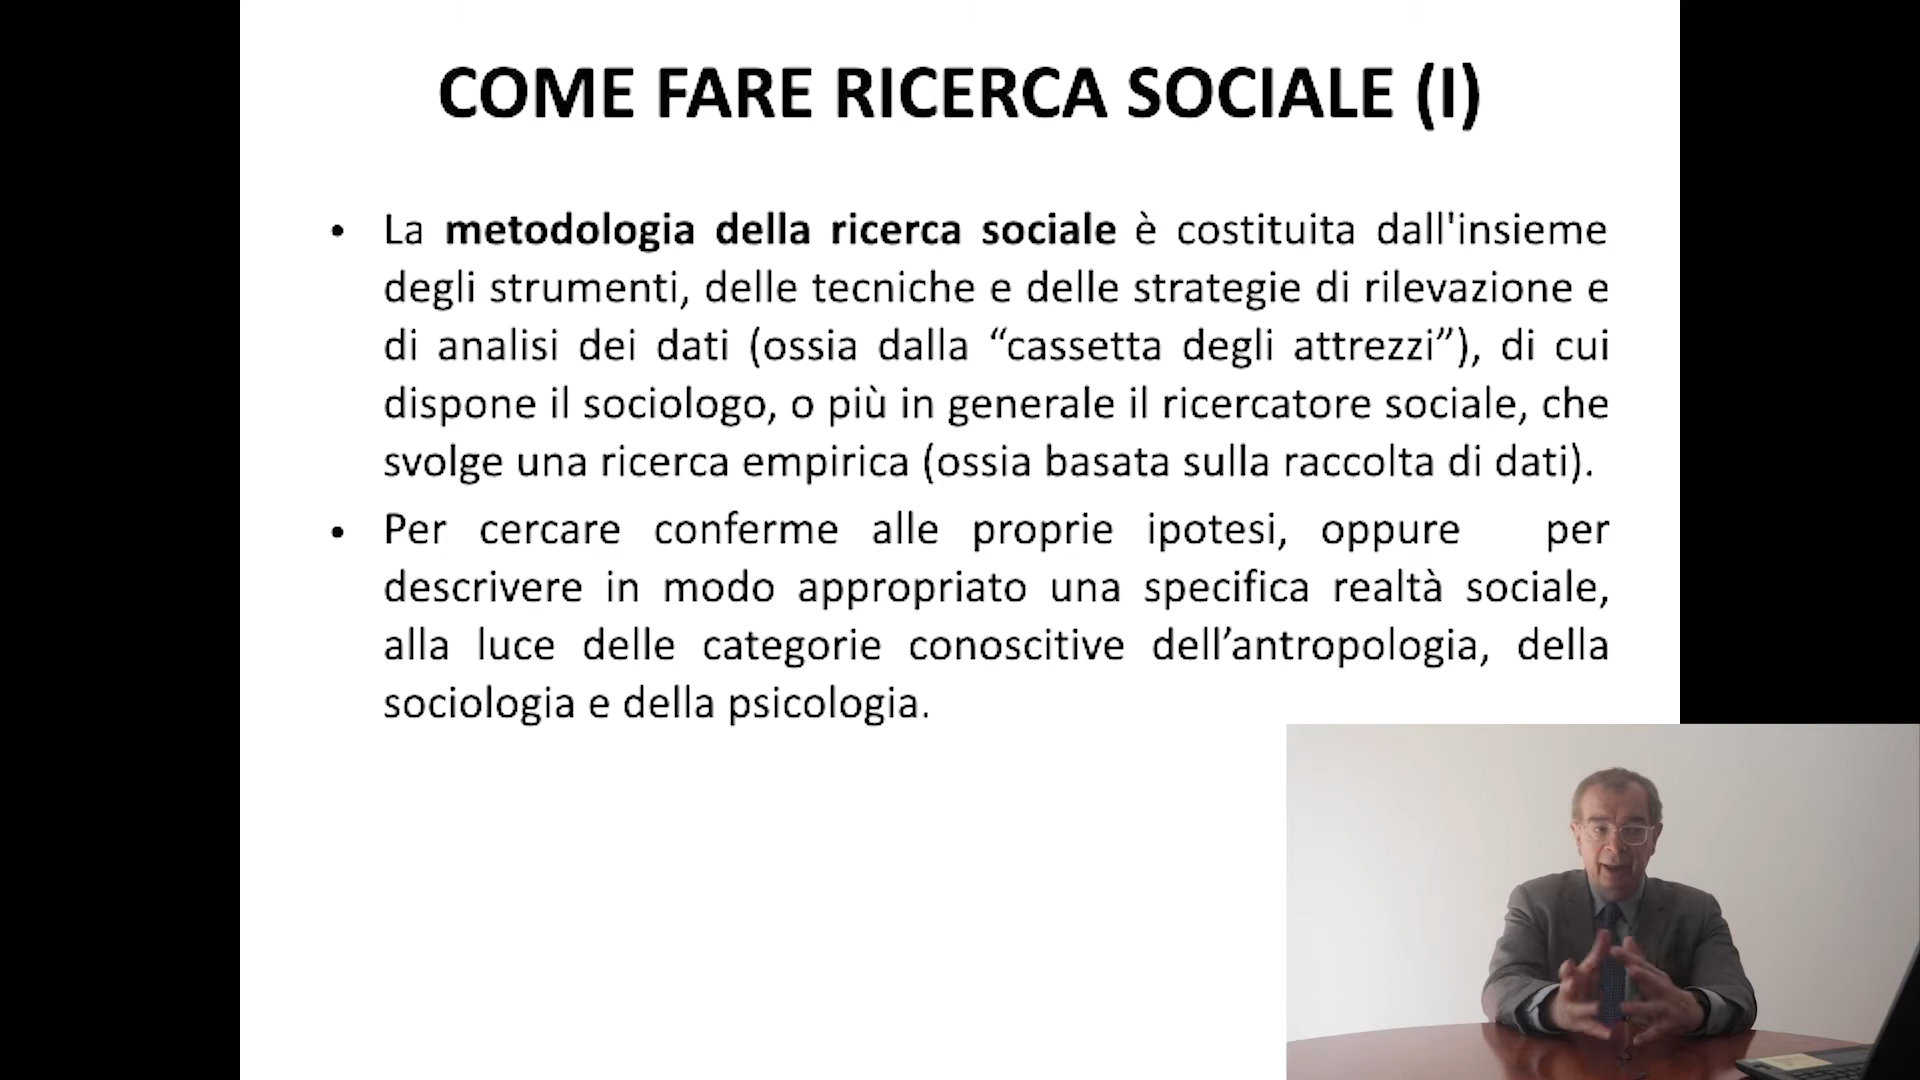 COME FARE RICERCA SOCIALE (I)
• La metodologia della ricerca sociale è costituita dall'insieme
degli strumenti, delle tecniche e delle strategie di rilevazione e
di analisi dei dati (ossia dalla “cassetta degli attrezzi”), di cui
dispone il sociologo, o più in generale il ricercatore sociale, che
svolge una ricerca empirica (ossia basata sulla raccolta di dati).
• Per cercare conferme alle proprie ipotesi, oppure per
descrivere in modo appropriato una specifica realtà sociale,
alla luce delle categorie conoscitive dell’antropologia, della
sociologia e della psicologia.